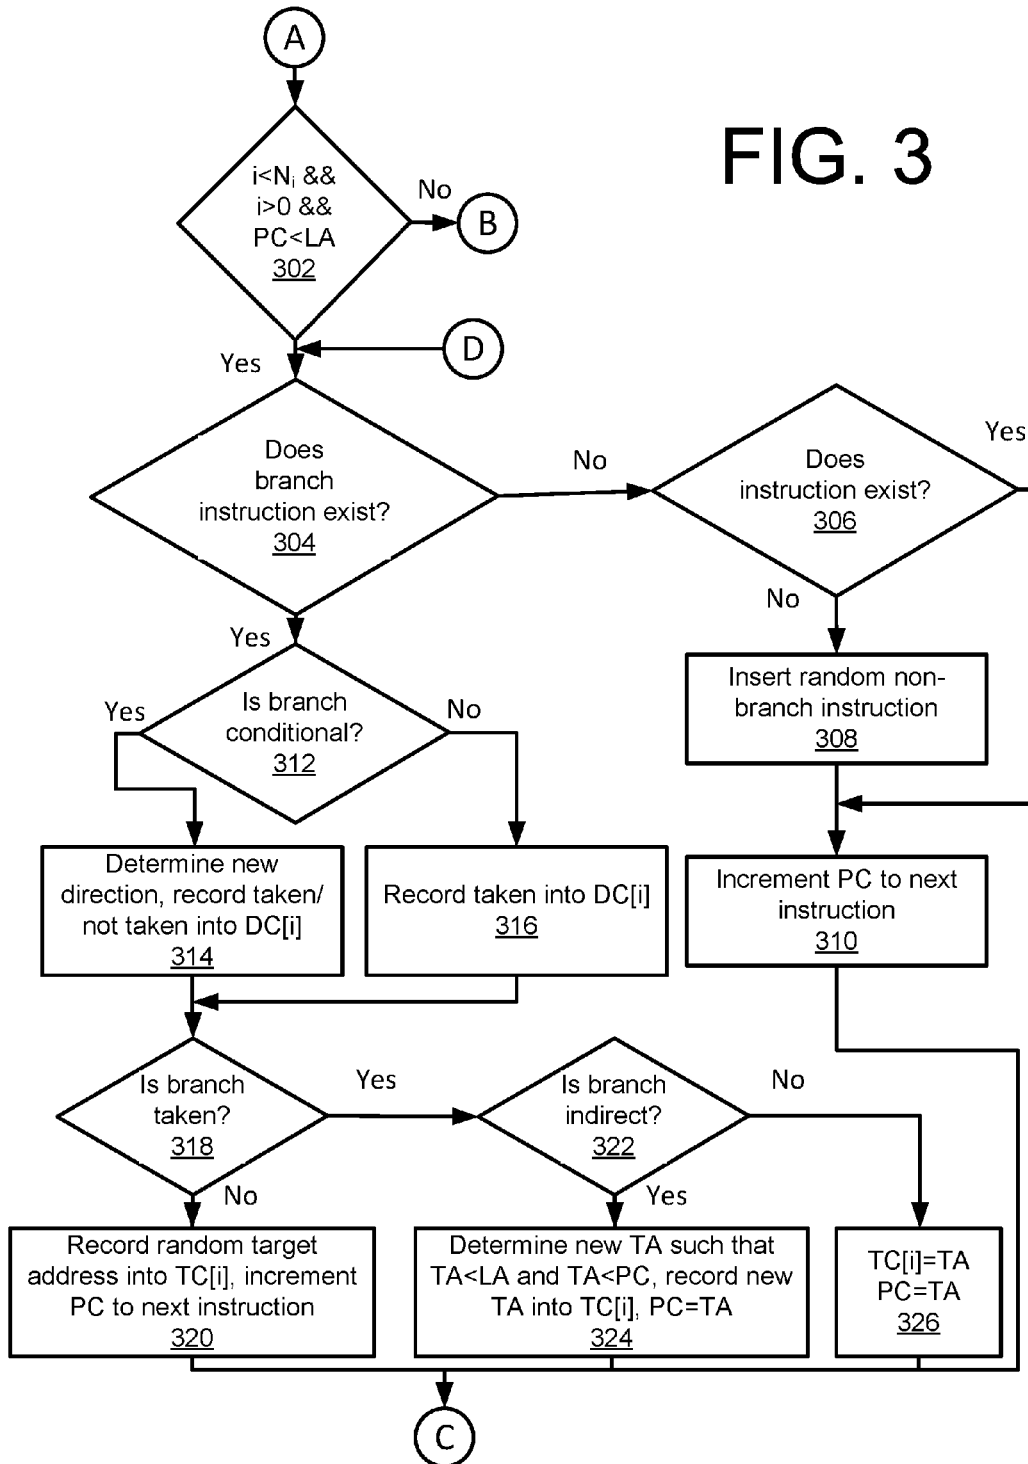 A
FIG. 3
i<Nᵢ &&
i>0 &&
PC<LA
302
No
B
D
Yes
Does
branch
instruction exist?
304
No
Does
instruction exist?
306
Yes
No
Yes
Insert random non-
branch instruction
308
Is branch
conditional?
312
Yes
No
Determine new
direction, record taken/
not taken into DC[i]
314
Record taken into DC[i]
316
Increment PC to next
instruction
310
Is branch
taken?
318
Yes
Is branch
indirect?
322
No
No
Yes
Record random target
address into TC[i], increment
PC to next instruction
320
Determine new TA such that
TA<LA and TA<PC, record new
TA into TC[i], PC=TA
324
TC[i]=TA
PC=TA
326
C